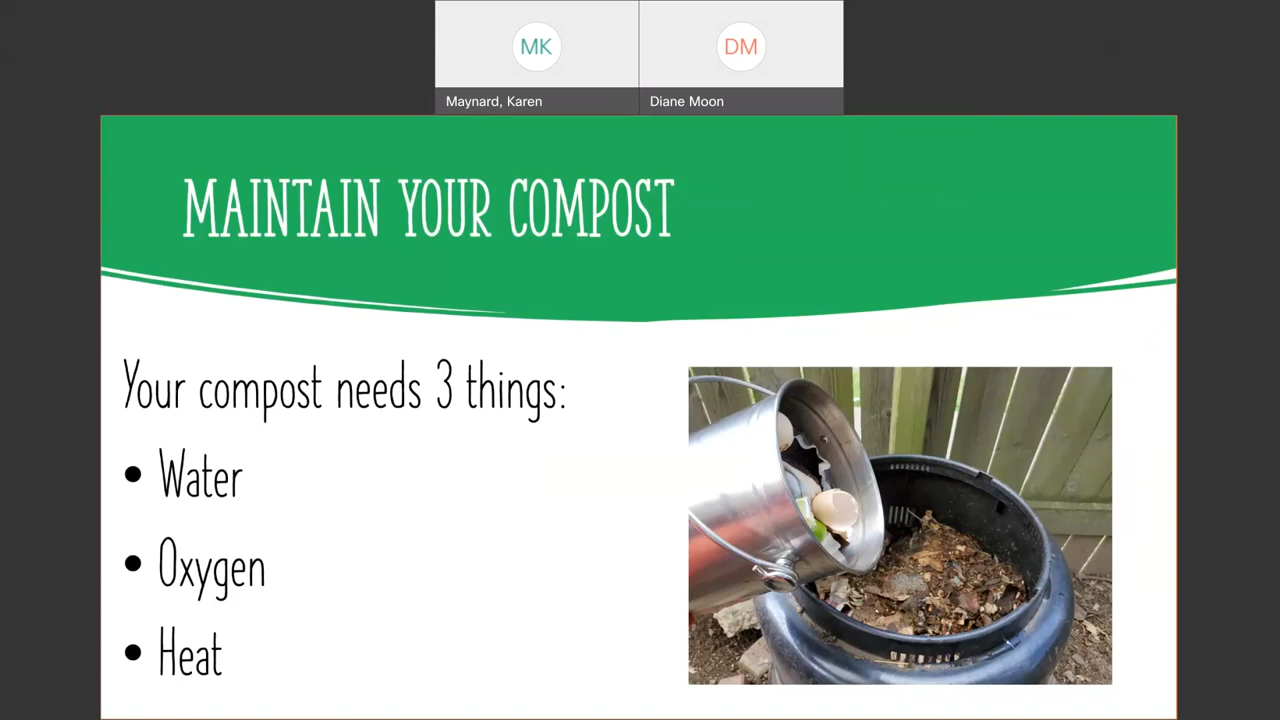 MK
DM
Maynard, Karen
Diane Moon
MAINTAIN YOUR COMPOST
Your compost needs 3 things:
• Water
• Oxygen
• Heat